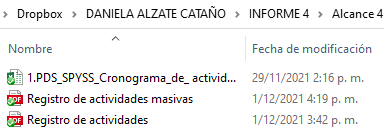 Dropbox > DANIELA ALZATE CATAÑO > INFORME 4 > Alcance 4
Nombre Fecha de modificación
1.PDS_SPYSS_Cronograma_de_ activid... 29/11/2021 2:16 p. m.
Registro de actividades masivas 1/12/2021 4:19 p. m.
Registro de actividades 1/12/2021 3:42 p. m.